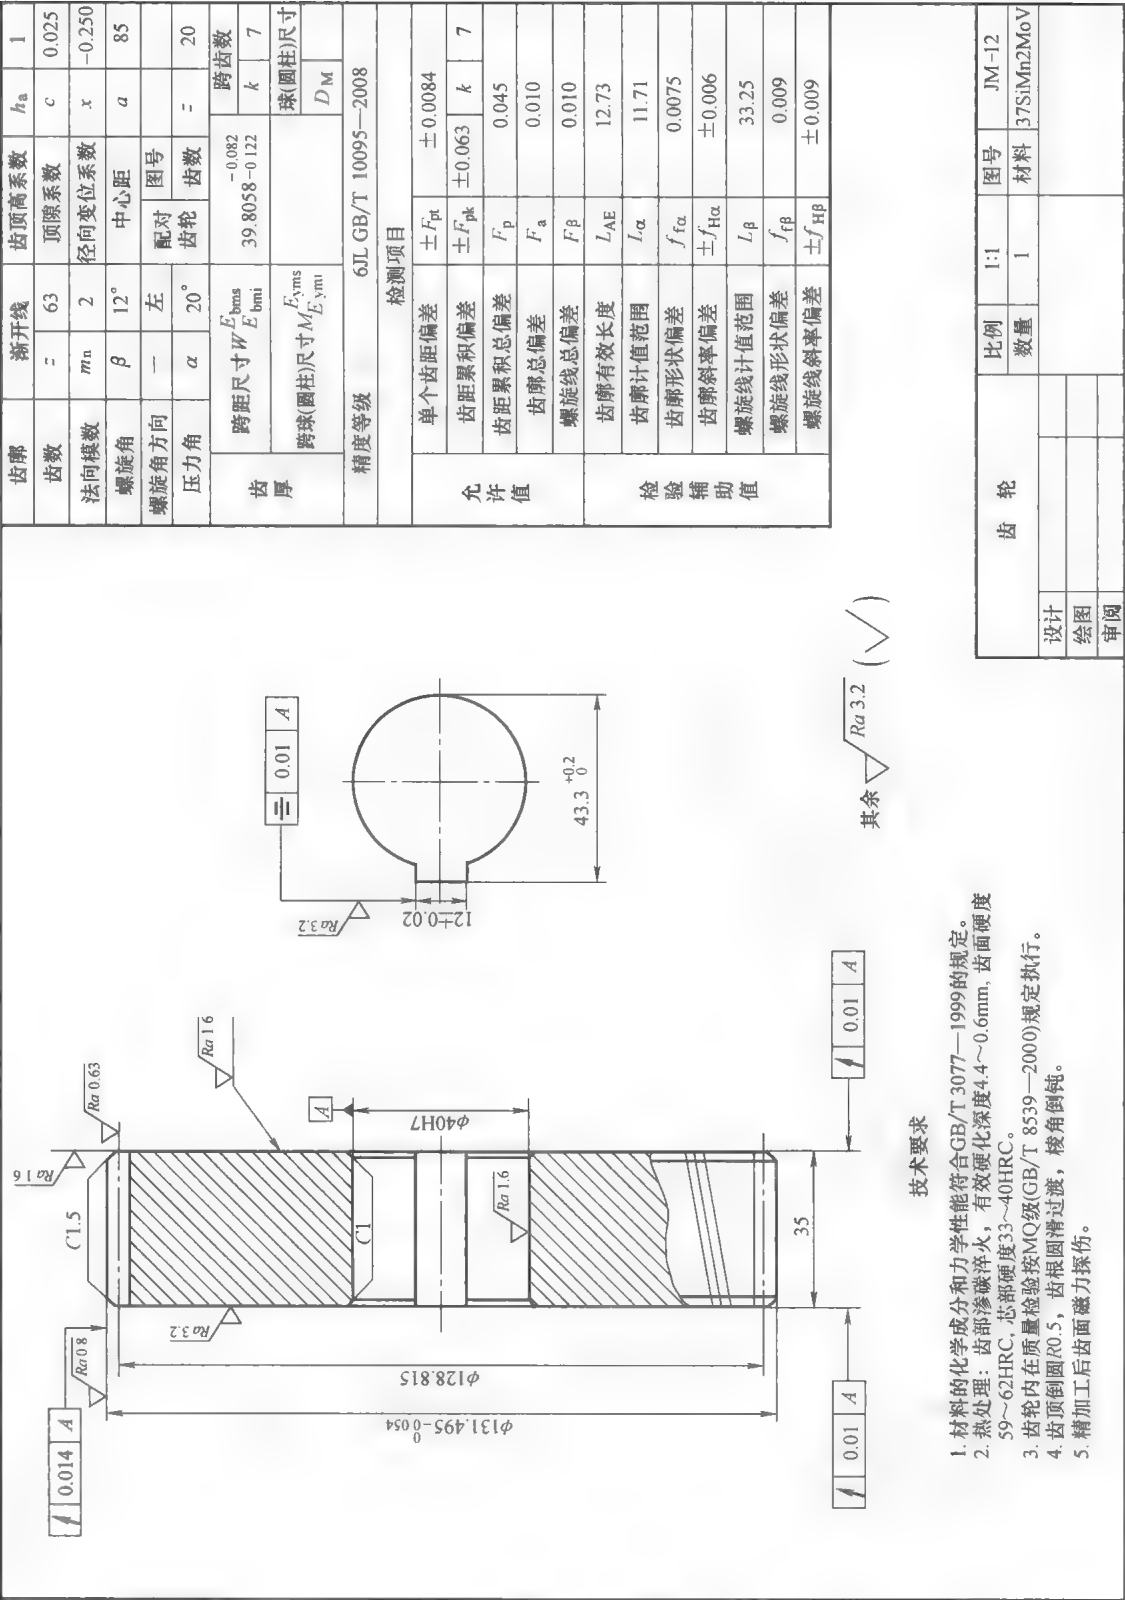 齿廓 渐开线 齿顶高系数 ha 1
齿数 z 63 顶隙系数 c 0.025
法向模数 mn 2 径向变位系数 x -0.250
螺旋角 β 12° 中心距 a 85
螺旋角方向 — 左 配对齿轮 图号
压力角 α 20° 齿数 z 20
齿厚 跨距尺寸W Ebms Ebmi 39.8058 -0.082 -0.122 跨齿数 k 7
跨球(圆柱)尺寸M Eyms Eymi 球(圆柱)尺寸 DM
精度等级 6JL GB/T 10095—2008
检测项目
允许值 单个齿距偏差 ±Fpt ±0.0084
齿距累积偏差 ±Fpk ±0.063 k 7
齿距累积总偏差 Fp 0.045
齿廓总偏差 Fa 0.010
螺旋线总偏差 Fβ 0.010
检验辅助值 齿廓有效长度 LAE 12.73
齿廓计值范围 Lα 11.71
齿廓形状偏差 ffα 0.0075
齿廓斜率偏差 ±fHα ±0.006
螺旋线计值范围 Lβ 33.25
螺旋线形状偏差 ffβ 0.009
螺旋线斜率偏差 ±fHβ ±0.009
0.014 A
Ra 0 8
C1.5
Ra 1 6
Ra 0.63
Ra 1 6
Ra 3.2
C1
A
φ40H7
Ra 1.6
φ128.815
φ131.495 0 -0 054
35
0.01 A
0.01 A
0.01 A
Ra 3.2
12±0.02
43.3 +0.2 0
其余 Ra 3.2 (√)
技术要求
1. 材料的化学成分和力学性能符合GB/T 3077—1999的规定。
2. 热处理：齿部渗碳淬火，有效硬化深度4.4～0.6mm, 齿面硬度
59～62HRC, 芯部硬度33～40HRC。
3. 齿轮内在质量检验按MQ级(GB/T 8539—2000)规定执行。
4. 齿顶倒圆R0.5，齿根圆滑过渡，棱角倒钝。
5. 精加工后齿面磁力探伤。
齿 轮 比例 1:1 图号 JM-12
数量 1 材料 37SiMn2MoV
设计
绘图
审阅